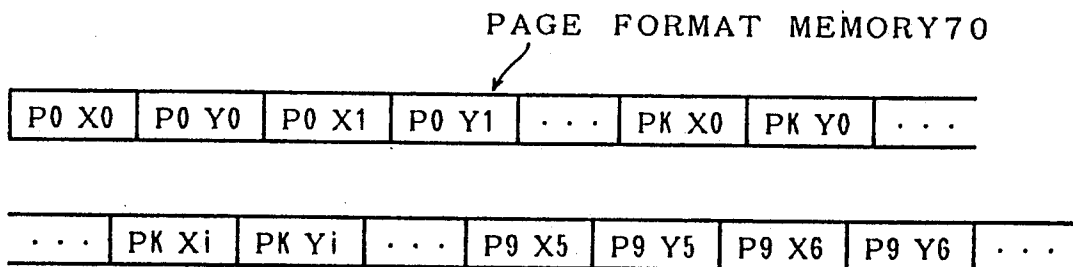 PAGE FORMAT MEMORY70
P0 X0 P0 Y0 P0 X1 P0 Y1 ... PK X0 PK Y0 ...
... PK Xi PK Yi ... P9 X5 P9 Y5 P9 X6 P9 Y6 ...